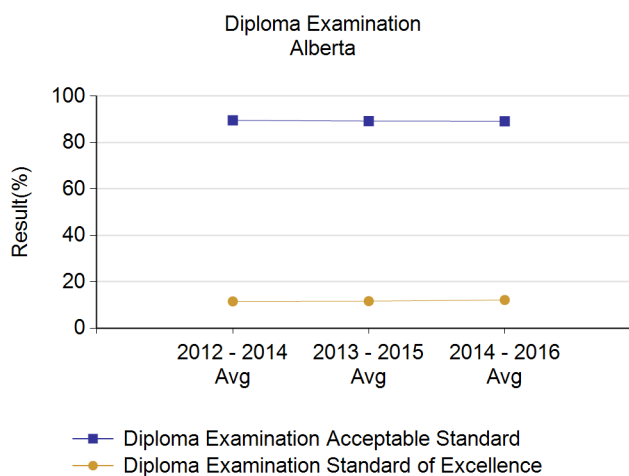 Diploma Examination
Alberta
Result(%)
100
80
60
40
20
0
2012 - 2014
Avg
2013 - 2015
Avg
2014 - 2016
Avg
Diploma Examination Acceptable Standard
Diploma Examination Standard of Excellence